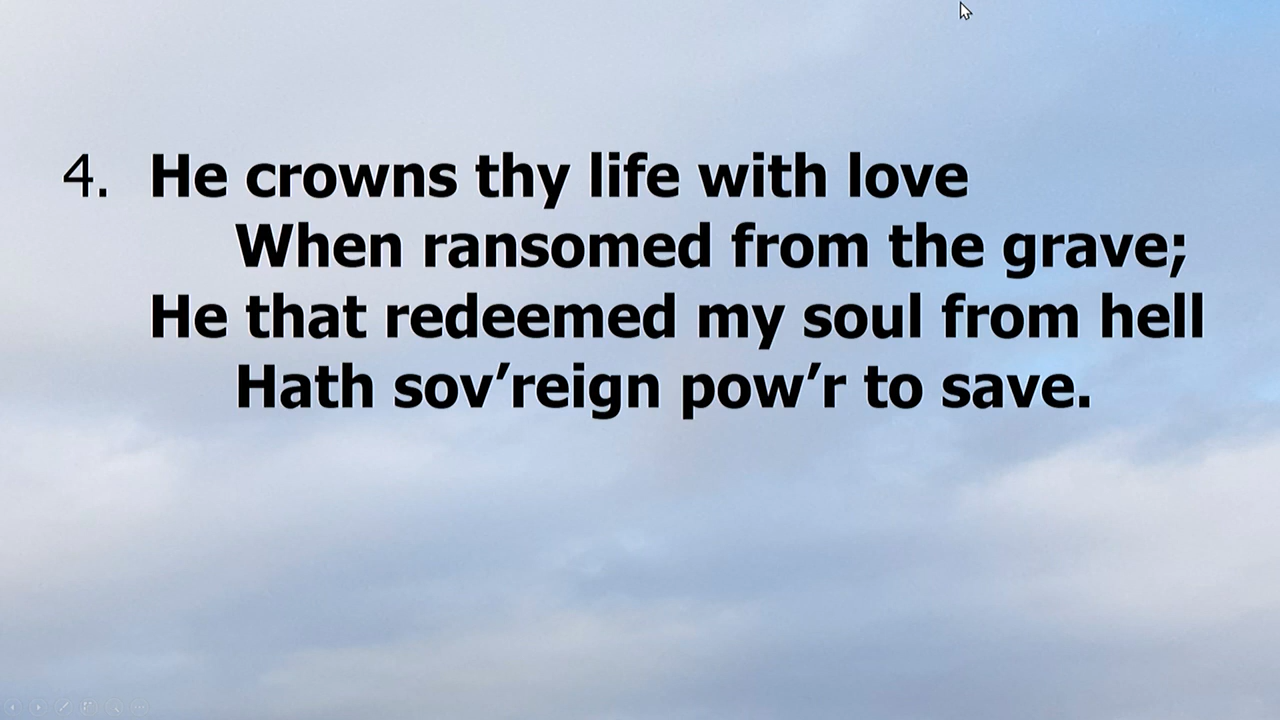 4. He crowns thy life with love
When ransomed from the grave;
He that redeemed my soul from hell
Hath sov’reign pow’r to save.